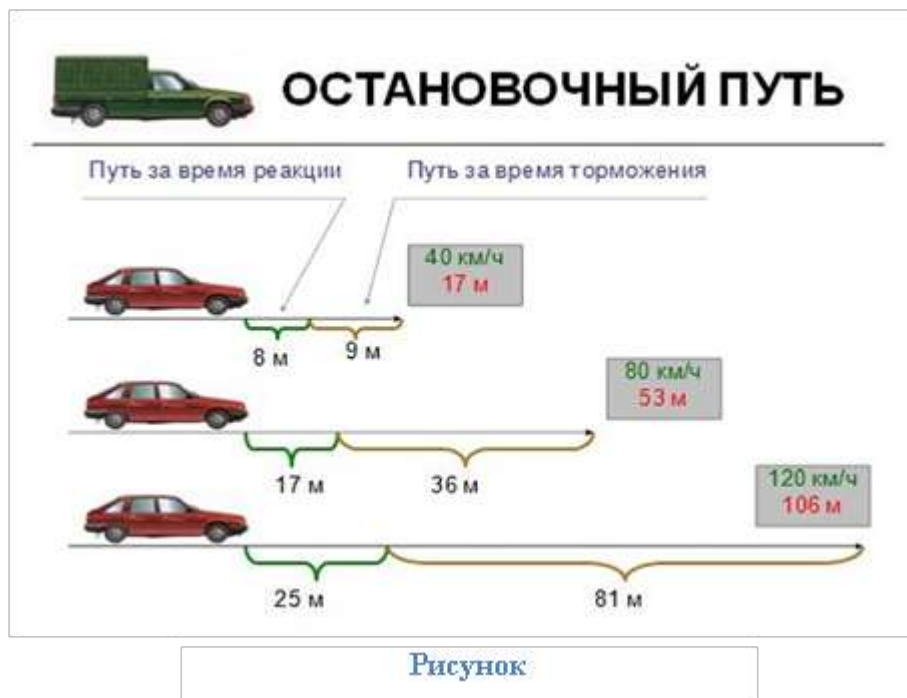 ОСТАНОВОЧНЫЙ ПУТЬ
Путь за время реакции
Путь за время торможения
40 км/ч
17 м
8 м
9 м
80 км/ч
53 м
17 м
36 м
120 км/ч
106 м
25 м
81 м
Рисунок